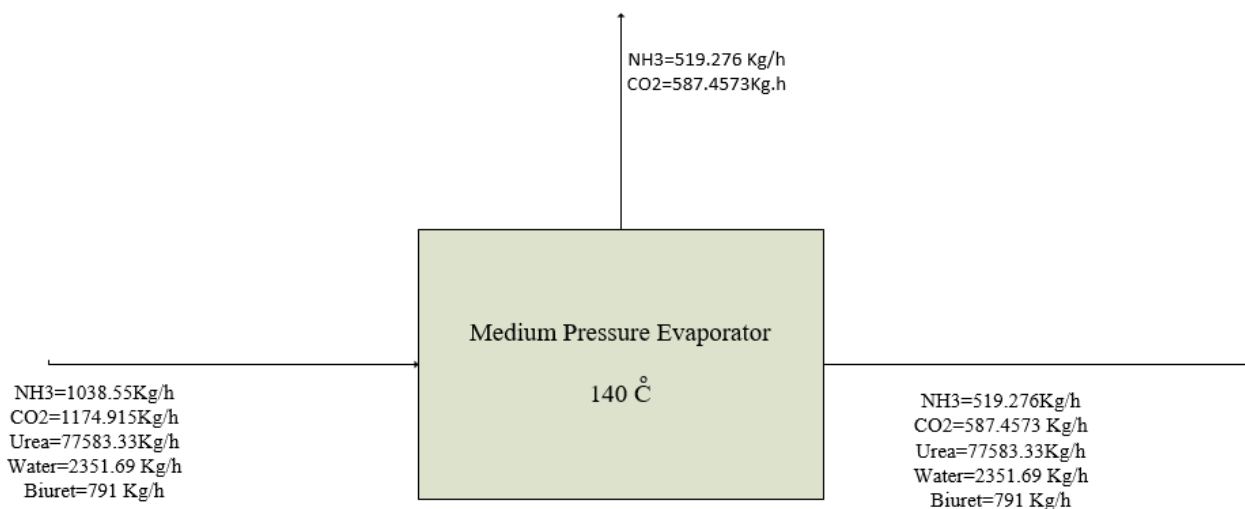 NH3=519.276 Kg/h
CO2=587.4573Kg.h
Medium Pressure Evaporator
140 C̊
NH3=1038.55Kg/h
CO2=1174.915Kg/h
Urea=77583.33Kg/h
Water=2351.69 Kg/h
Biuret=791 Kg/h
NH3=519.276Kg/h
CO2=587.4573 Kg/h
Urea=77583.33Kg/h
Water=2351.69 Kg/h
Biuret=791 Kg/h